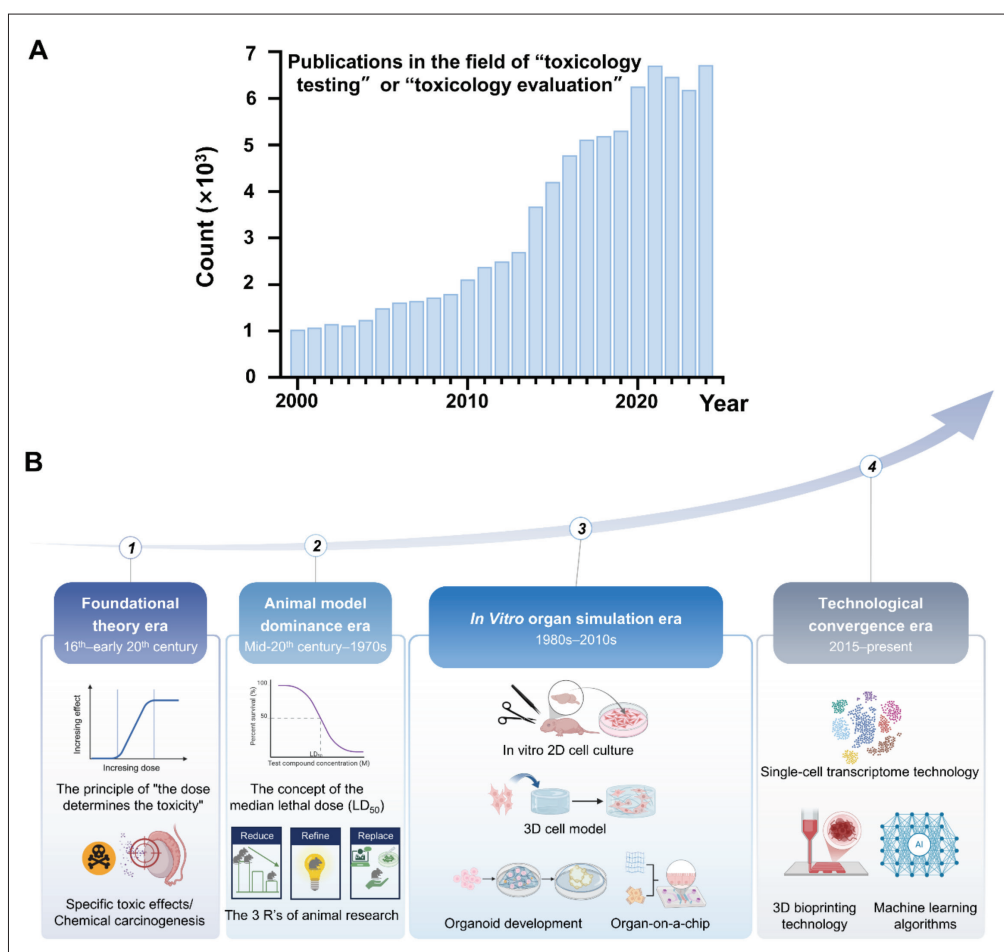 A
Publications in the field of “toxicology
testing” or “toxicology evaluation”
Count (×10³)
7
6
5
4
3
2
1
0
2000
2010
2020
Year
B
1
2
3
4
Foundational
theory era
16th–early 20th century
Incresing effect
Incresing dose
The principle of "the dose
determines the toxicity"
Specific toxic effects/
Chemical carcinogenesis
Animal model
dominance era
Mid-20th century–1970s
Percent survival (%)
100
50
LD50
Test compound concentration (M)
The concept of the
median lethal dose (LD50)
Reduce
Refine
Replace
The 3 R's of animal research
In Vitro organ simulation era
1980s–2010s
In vitro 2D cell culture
3D cell model
Organoid development
Organ-on-a-chip
Technological
convergence era
2015–present
Single-cell transcriptome technology
AI
3D bioprinting
technology
Machine learning
algorithms